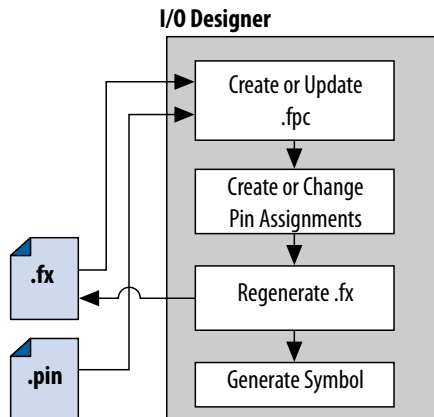 I/O Designer
Create or Update
.fpc
Create or Change
Pin Assignments
.fx
Regenerate .fx
.pin
Generate Symbol